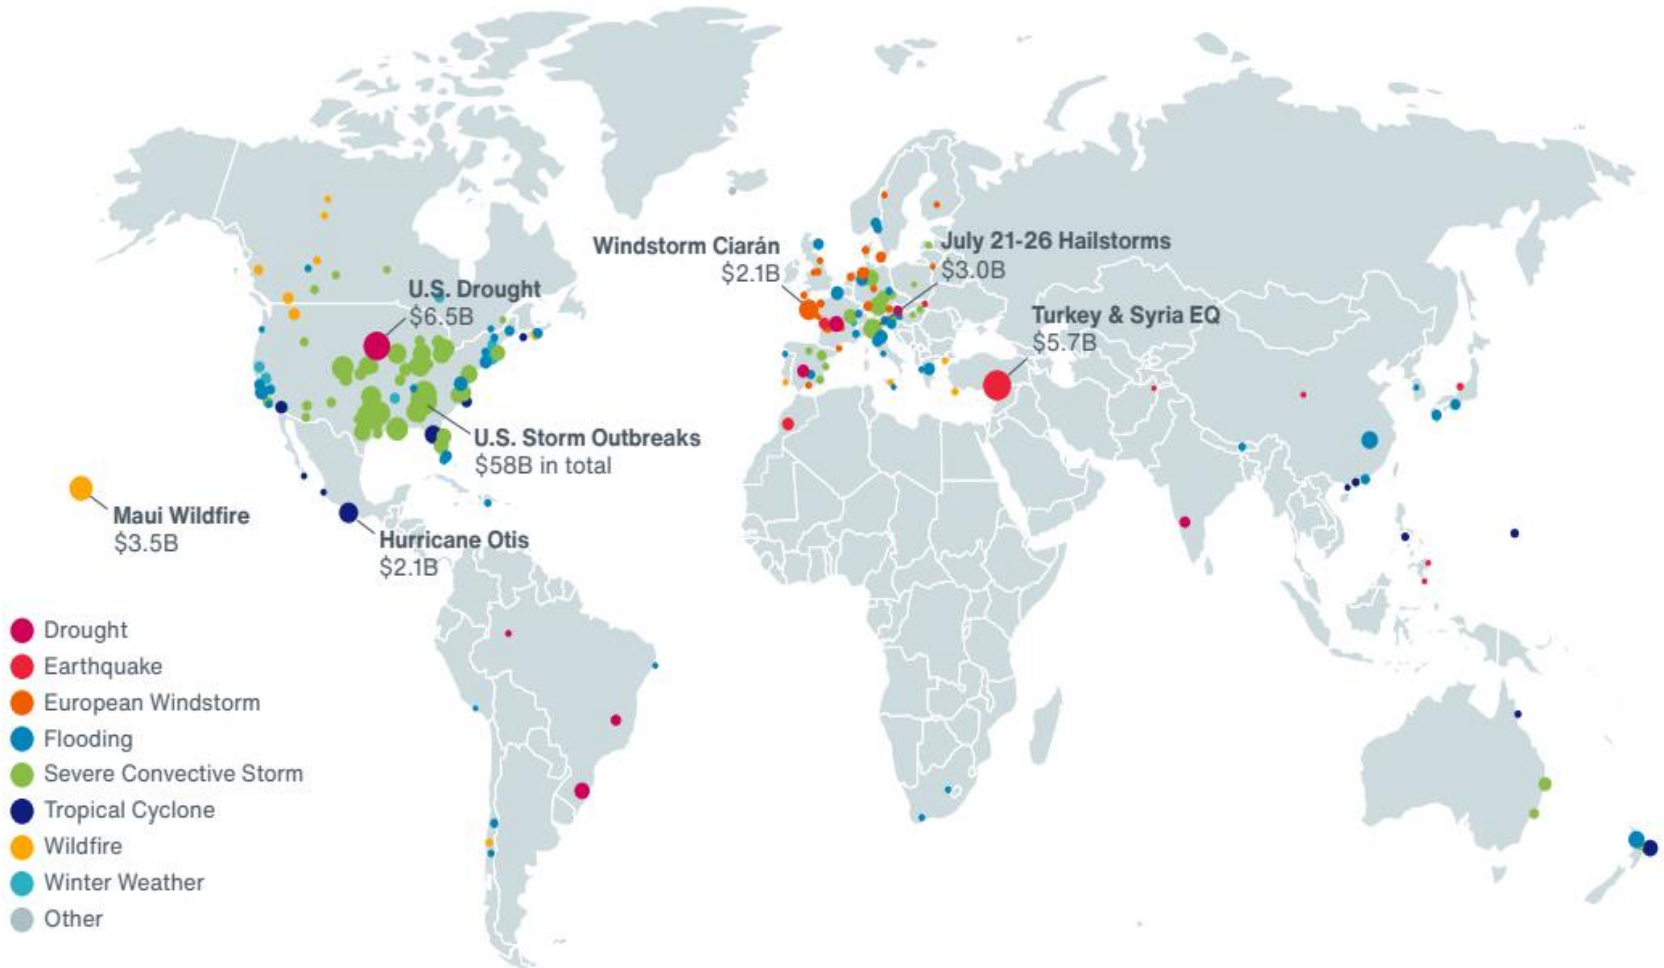 Windstorm Ciarán
$2.1B
July 21-26 Hailstorms
$3.0B
U.S. Drought
$6.5B
Turkey & Syria EQ
$5.7B
U.S. Storm Outbreaks
$58B in total
Maui Wildfire
$3.5B
Hurricane Otis
$2.1B
Drought
Earthquake
European Windstorm
Flooding
Severe Convective Storm
Tropical Cyclone
Wildfire
Winter Weather
Other